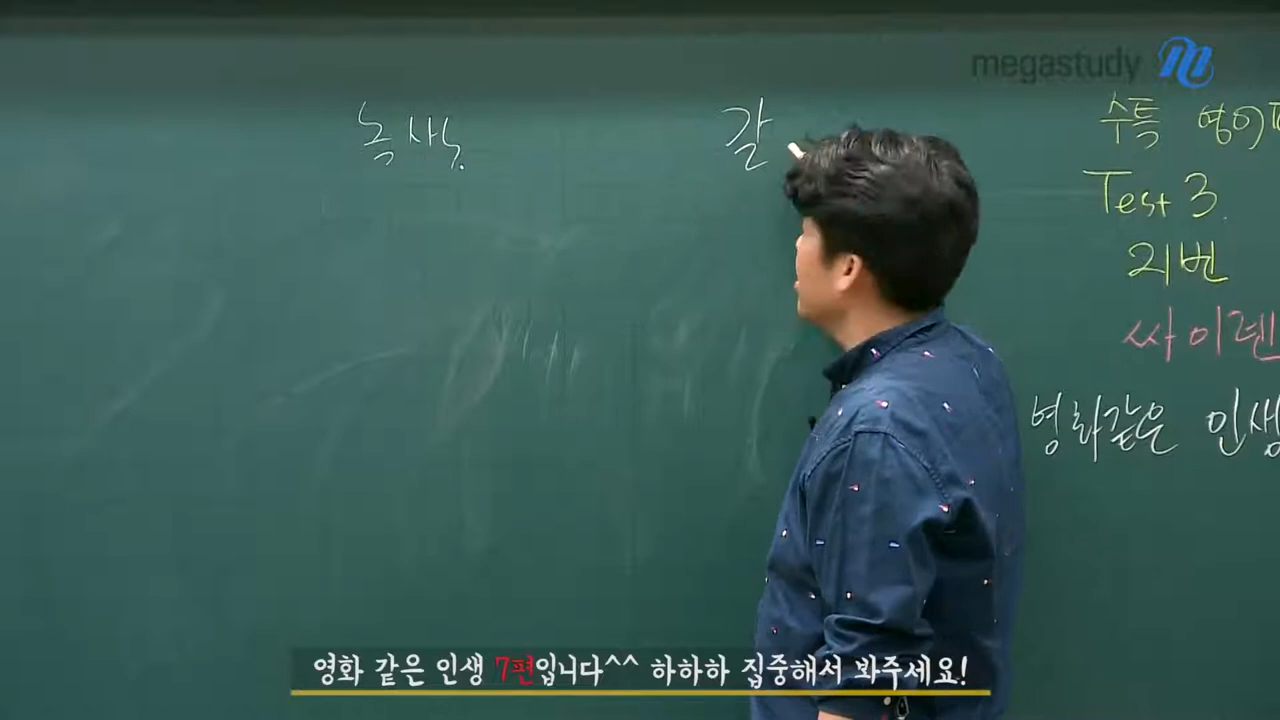 megastudy
녹색 갈
수특 영어
Test 3.
21번
싸이렌
영화같은 인생
영화 같은 인생 7편입니다^^ 하하하 집중해서 봐주세요!